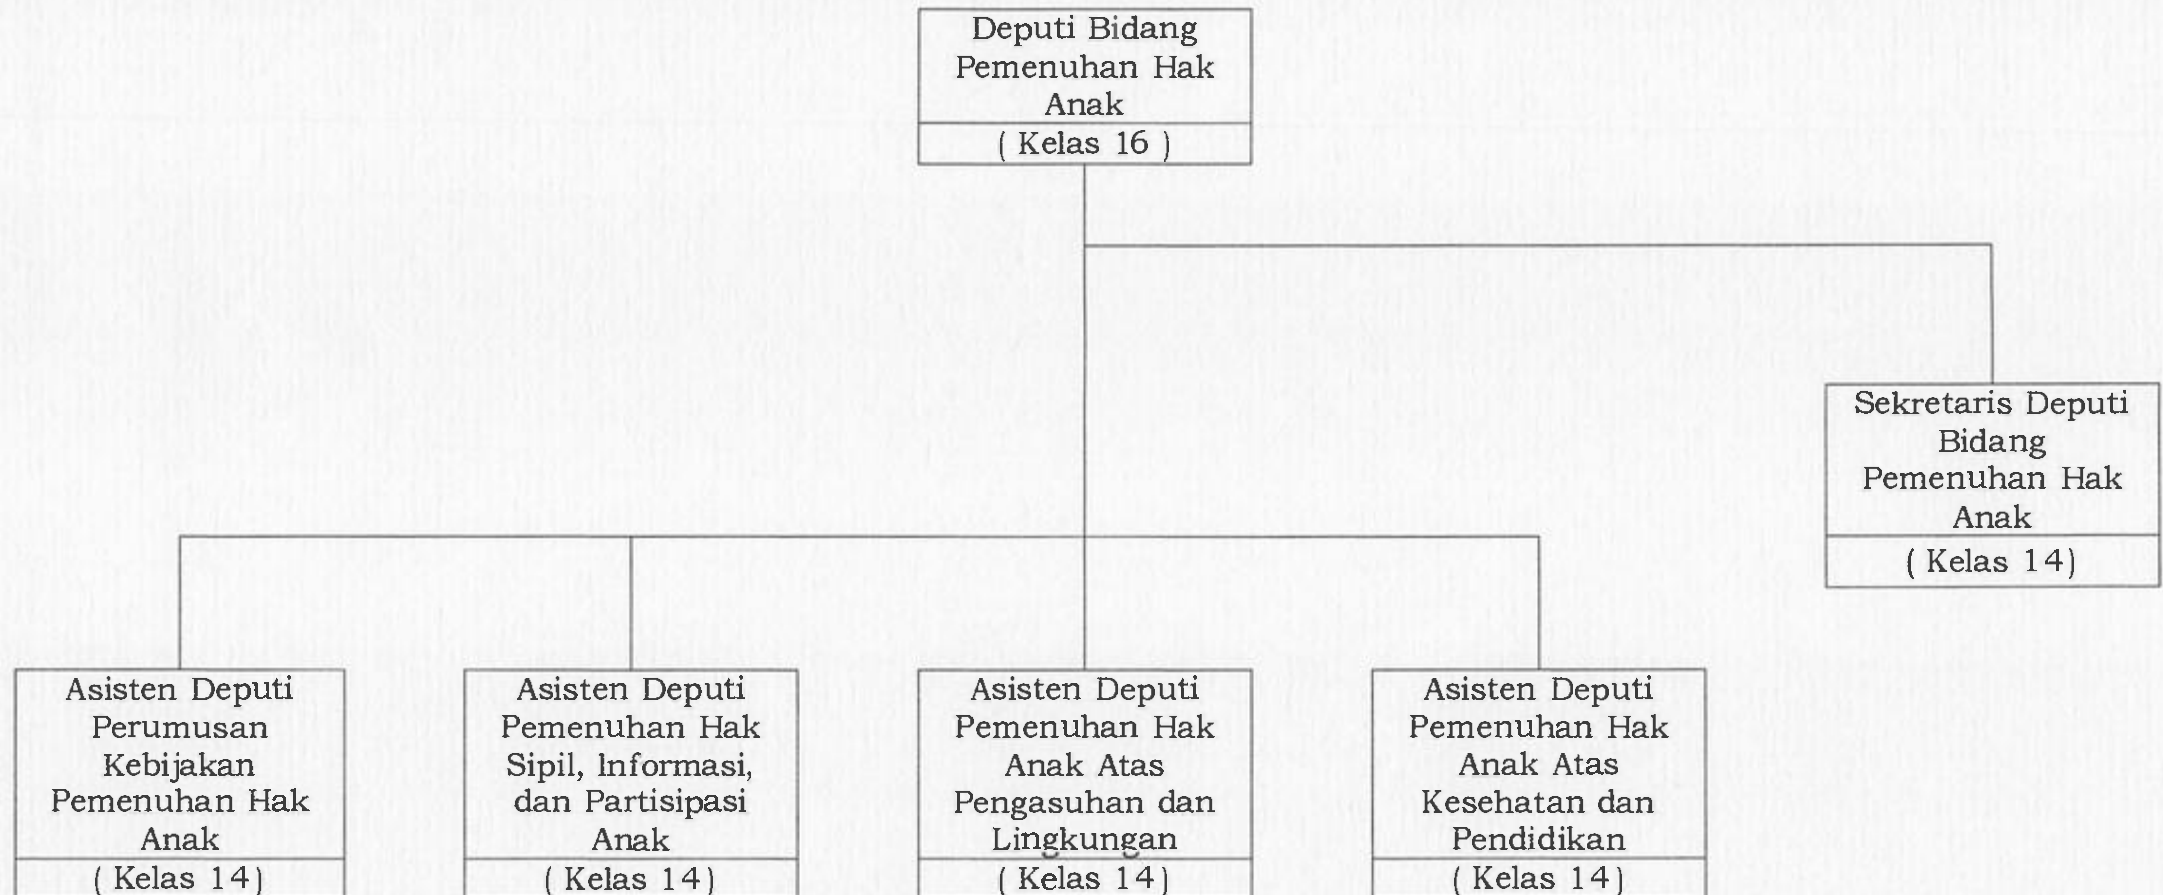 Deputi Bidang
Pemenuhan Hak
Anak
( Kelas 16 )
Sekretaris Deputi
Bidang
Pemenuhan Hak
Anak
( Kelas 14)
Asisten Deputi
Perumusan
Kebijakan
Pemenuhan Hak
Anak
( Kelas 14)
Asisten Deputi
Pemenuhan Hak
Sipil, Informasi,
dan Partisipasi
Anak
( Kelas 14)
Asisten Deputi
Pemenuhan Hak
Anak Atas
Pengasuhan dan
Lingkungan
( Kelas 14)
Asisten Deputi
Pemenuhan Hak
Anak Atas
Kesehatan dan
Pendidikan
( Kelas 14)